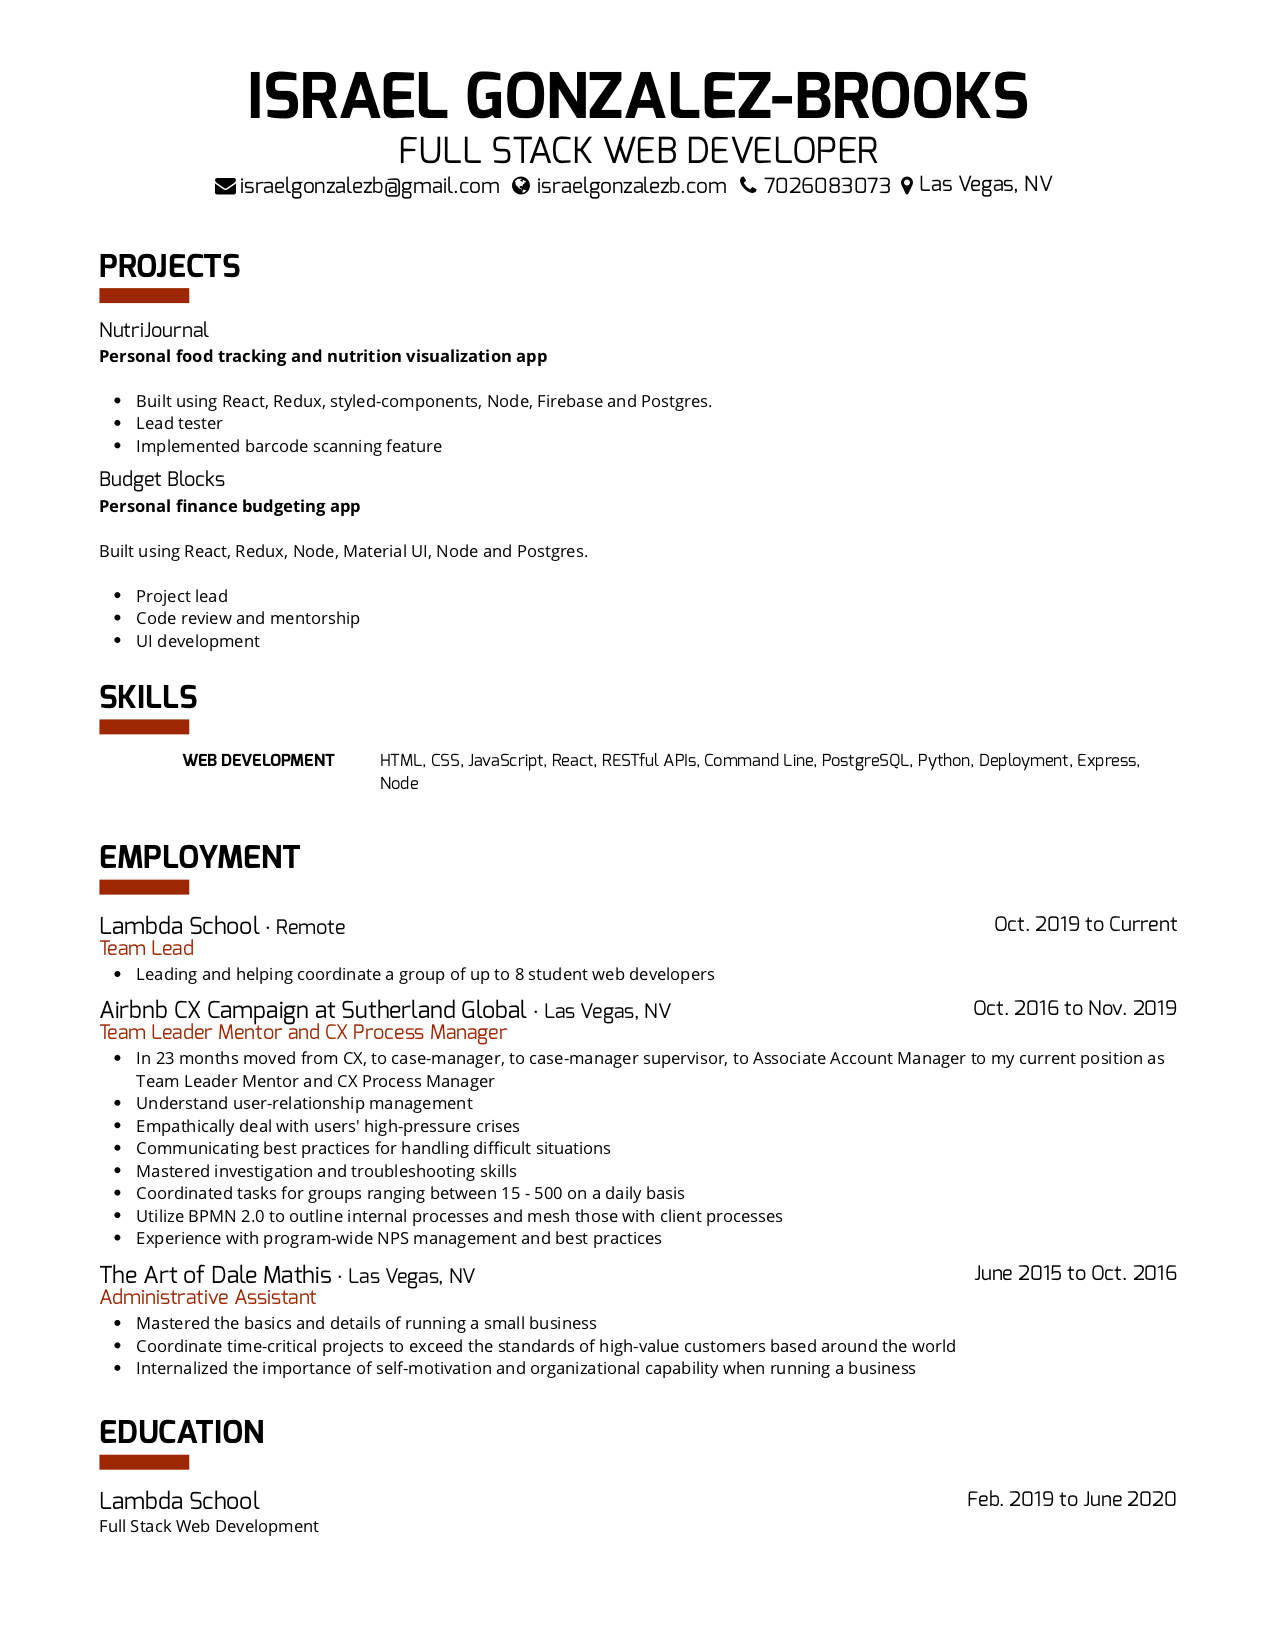 ISRAEL GONZALEZ-BROOKS
FULL STACK WEB DEVELOPER
israelgonzalezb@gmail.com israelgonzalezb.com 7026083073 Las Vegas, NV
PROJECTS
NutriJournal
Personal food tracking and nutrition visualization app
• Built using React, Redux, styled-components, Node, Firebase and Postgres.
• Lead tester
• Implemented barcode scanning feature
Budget Blocks
Personal finance budgeting app
Built using React, Redux, Node, Material UI, Node and Postgres.
• Project lead
• Code review and mentorship
• UI development
SKILLS
WEB DEVELOPMENT HTML, CSS, JavaScript, React, RESTful APIs, Command Line, PostgreSQL, Python, Deployment, Express,
Node
EMPLOYMENT
Lambda School · Remote Oct. 2019 to Current
Team Lead
• Leading and helping coordinate a group of up to 8 student web developers
Airbnb CX Campaign at Sutherland Global · Las Vegas, NV Oct. 2016 to Nov. 2019
Team Leader Mentor and CX Process Manager
• In 23 months moved from CX, to case-manager, to case-manager supervisor, to Associate Account Manager to my current position as
Team Leader Mentor and CX Process Manager
• Understand user-relationship management
• Empathically deal with users' high-pressure crises
• Communicating best practices for handling difficult situations
• Mastered investigation and troubleshooting skills
• Coordinated tasks for groups ranging between 15 - 500 on a daily basis
• Utilize BPMN 2.0 to outline internal processes and mesh those with client processes
• Experience with program-wide NPS management and best practices
The Art of Dale Mathis · Las Vegas, NV June 2015 to Oct. 2016
Administrative Assistant
• Mastered the basics and details of running a small business
• Coordinate time-critical projects to exceed the standards of high-value customers based around the world
• Internalized the importance of self-motivation and organizational capability when running a business
EDUCATION
Lambda School Feb. 2019 to June 2020
Full Stack Web Development